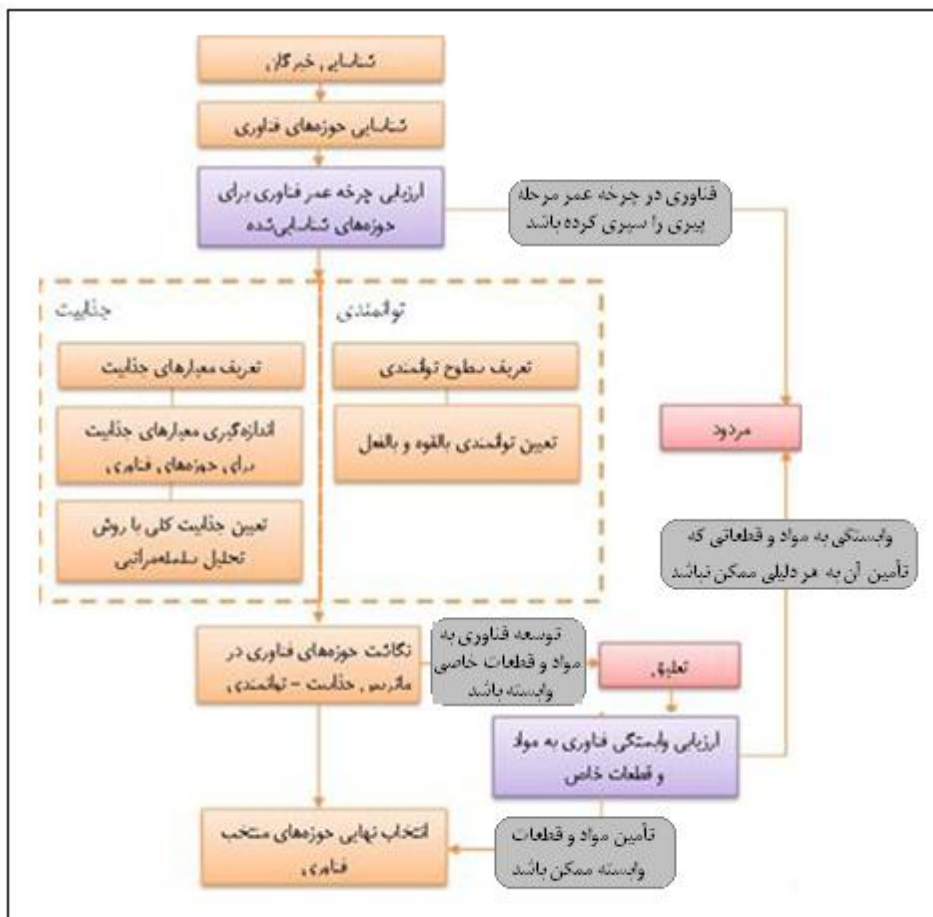 شناسایی خبرگان
شناسایی حوزه‌های فناوری
ارزیابی چرخه عمر فناوری برای
حوزه‌های شناسایی‌شده
فناوری در چرخه عمر مرحله
پیری را سپری کرده باشد
توانمندی
تعریف سطوح توانمندی
تعیین توانمندی بالقوه و بالفعل
جذابیت
تعریف معیارهای جذابیت
اندازه‌گیری معیارهای جذابیت
برای حوزه‌های فناوری
تعیین جذابیت کلی با روش
تحلیل سلسله‌مراتبی
مردود
وابستگی به مواد و قطعاتی که
تأمین آن به هر دلیلی ممکن نباشد
نگاشت حوزه‌های فناوری در
ماتریس جذابیت - توانمندی
توسعه فناوری به
مواد و قطعات خاصی
وابسته باشد
تعلیق
ارزیابی وابستگی فناوری به مواد
و قطعات خاص
تأمین مواد و قطعات
وابسته ممکن باشد
انتخاب نهایی حوزه‌های منتخب
فناوری